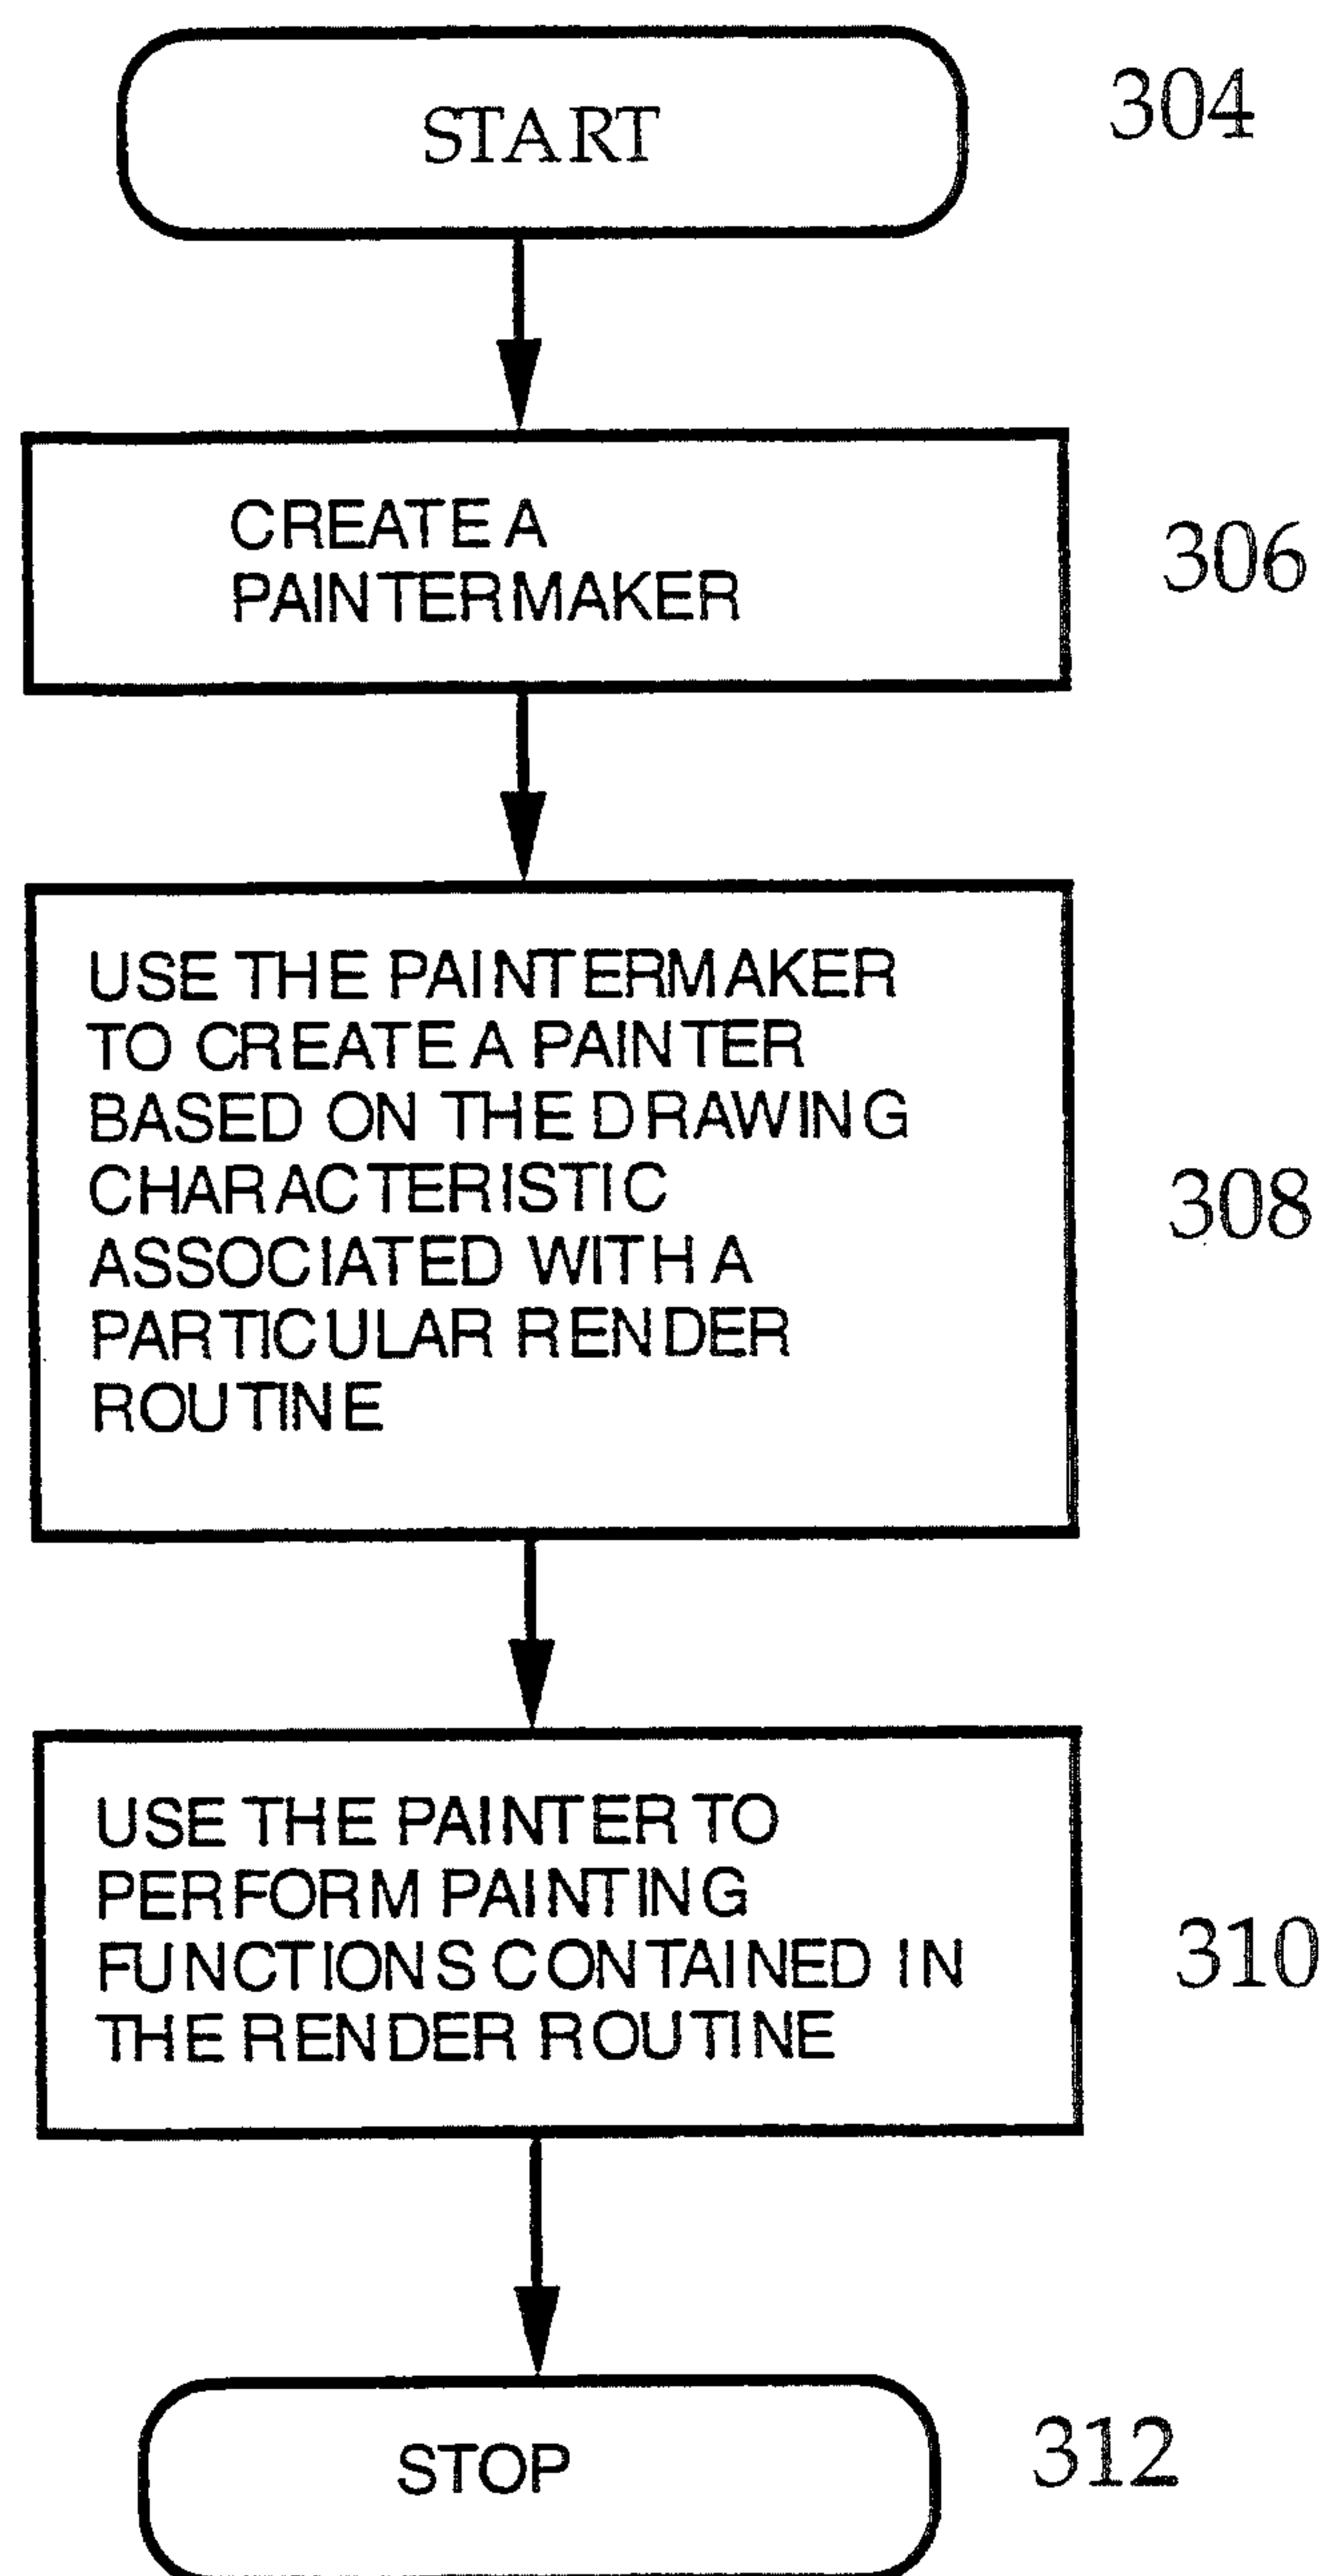 START
304
CREATE A
PAINTERMAKER
306
USE THE PAINTERMAKER
TO CREATE A PAINTER
BASED ON THE DRAWING
CHARACTERISTIC
ASSOCIATED WITH A
PARTICULAR RENDER
ROUTINE
308
USE THE PAINTER TO
PERFORM PAINTING
FUNCTIONS CONTAINED IN
THE RENDER ROUTINE
310
STOP
312